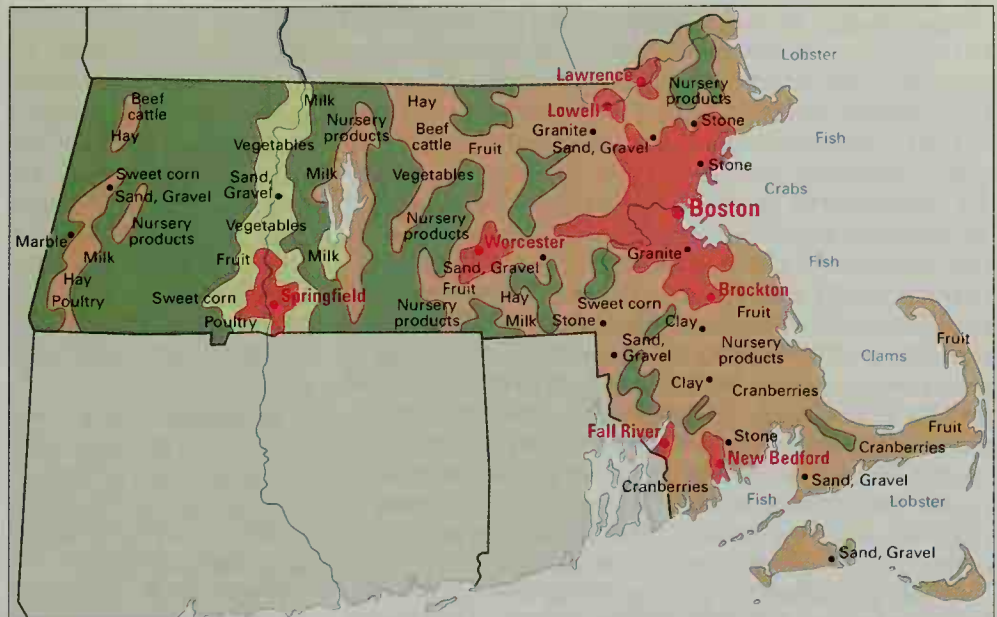 Lobster
Lawrence
Nursery
products
Lowell
Stone
Granite
Sand, Gravel
Fish
Stone
Crabs
Boston
Granite
Fish
Brockton
Fruit
Beef
cattle
Hay
Sweet corn
Sand, Gravel
Nursery
products
Marble
Milk
Hay
Poultry
Milk
Vegetables
Nursery
products
Sand,
Gravel
Milk
Vegetables
Fruit
Milk
Sweet corn
Springfield
Poultry
Hay
Beef
cattle
Fruit
Vegetables
Nursery
products
Worcester
Sand, Gravel
Fruit
Nursery
products
Hay
Milk
Stone
Sweet corn
Clay
Sand,
Gravel
Nursery
products
Clams
Fruit
Clay
Cranberries
Fruit
Fall River
Stone
Cranberries
New Bedford
Cranberries
Sand, Gravel
Fish
Lobster
Sand, Gravel